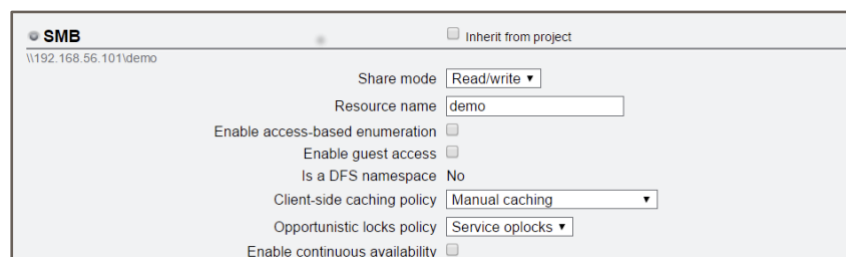 SMB Inherit from project
\\192.168.56.101\demo
Share mode Read/write
Resource name demo
Enable access-based enumeration
Enable guest access
Is a DFS namespace No
Client-side caching policy Manual caching
Opportunistic locks policy Service oplocks
Enable continuous availability